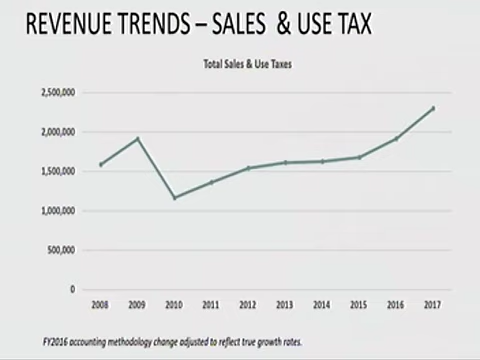 REVENUE TRENDS – SALES & USE TAX
Total Sales & Use Taxes
2,500,000
2,000,000
1,500,000
1,000,000
500,000
0
2008 2009 2010 2011 2012 2013 2014 2015 2016 2017
FY2016 accounting methodology change adjusted to reflect true growth rates.